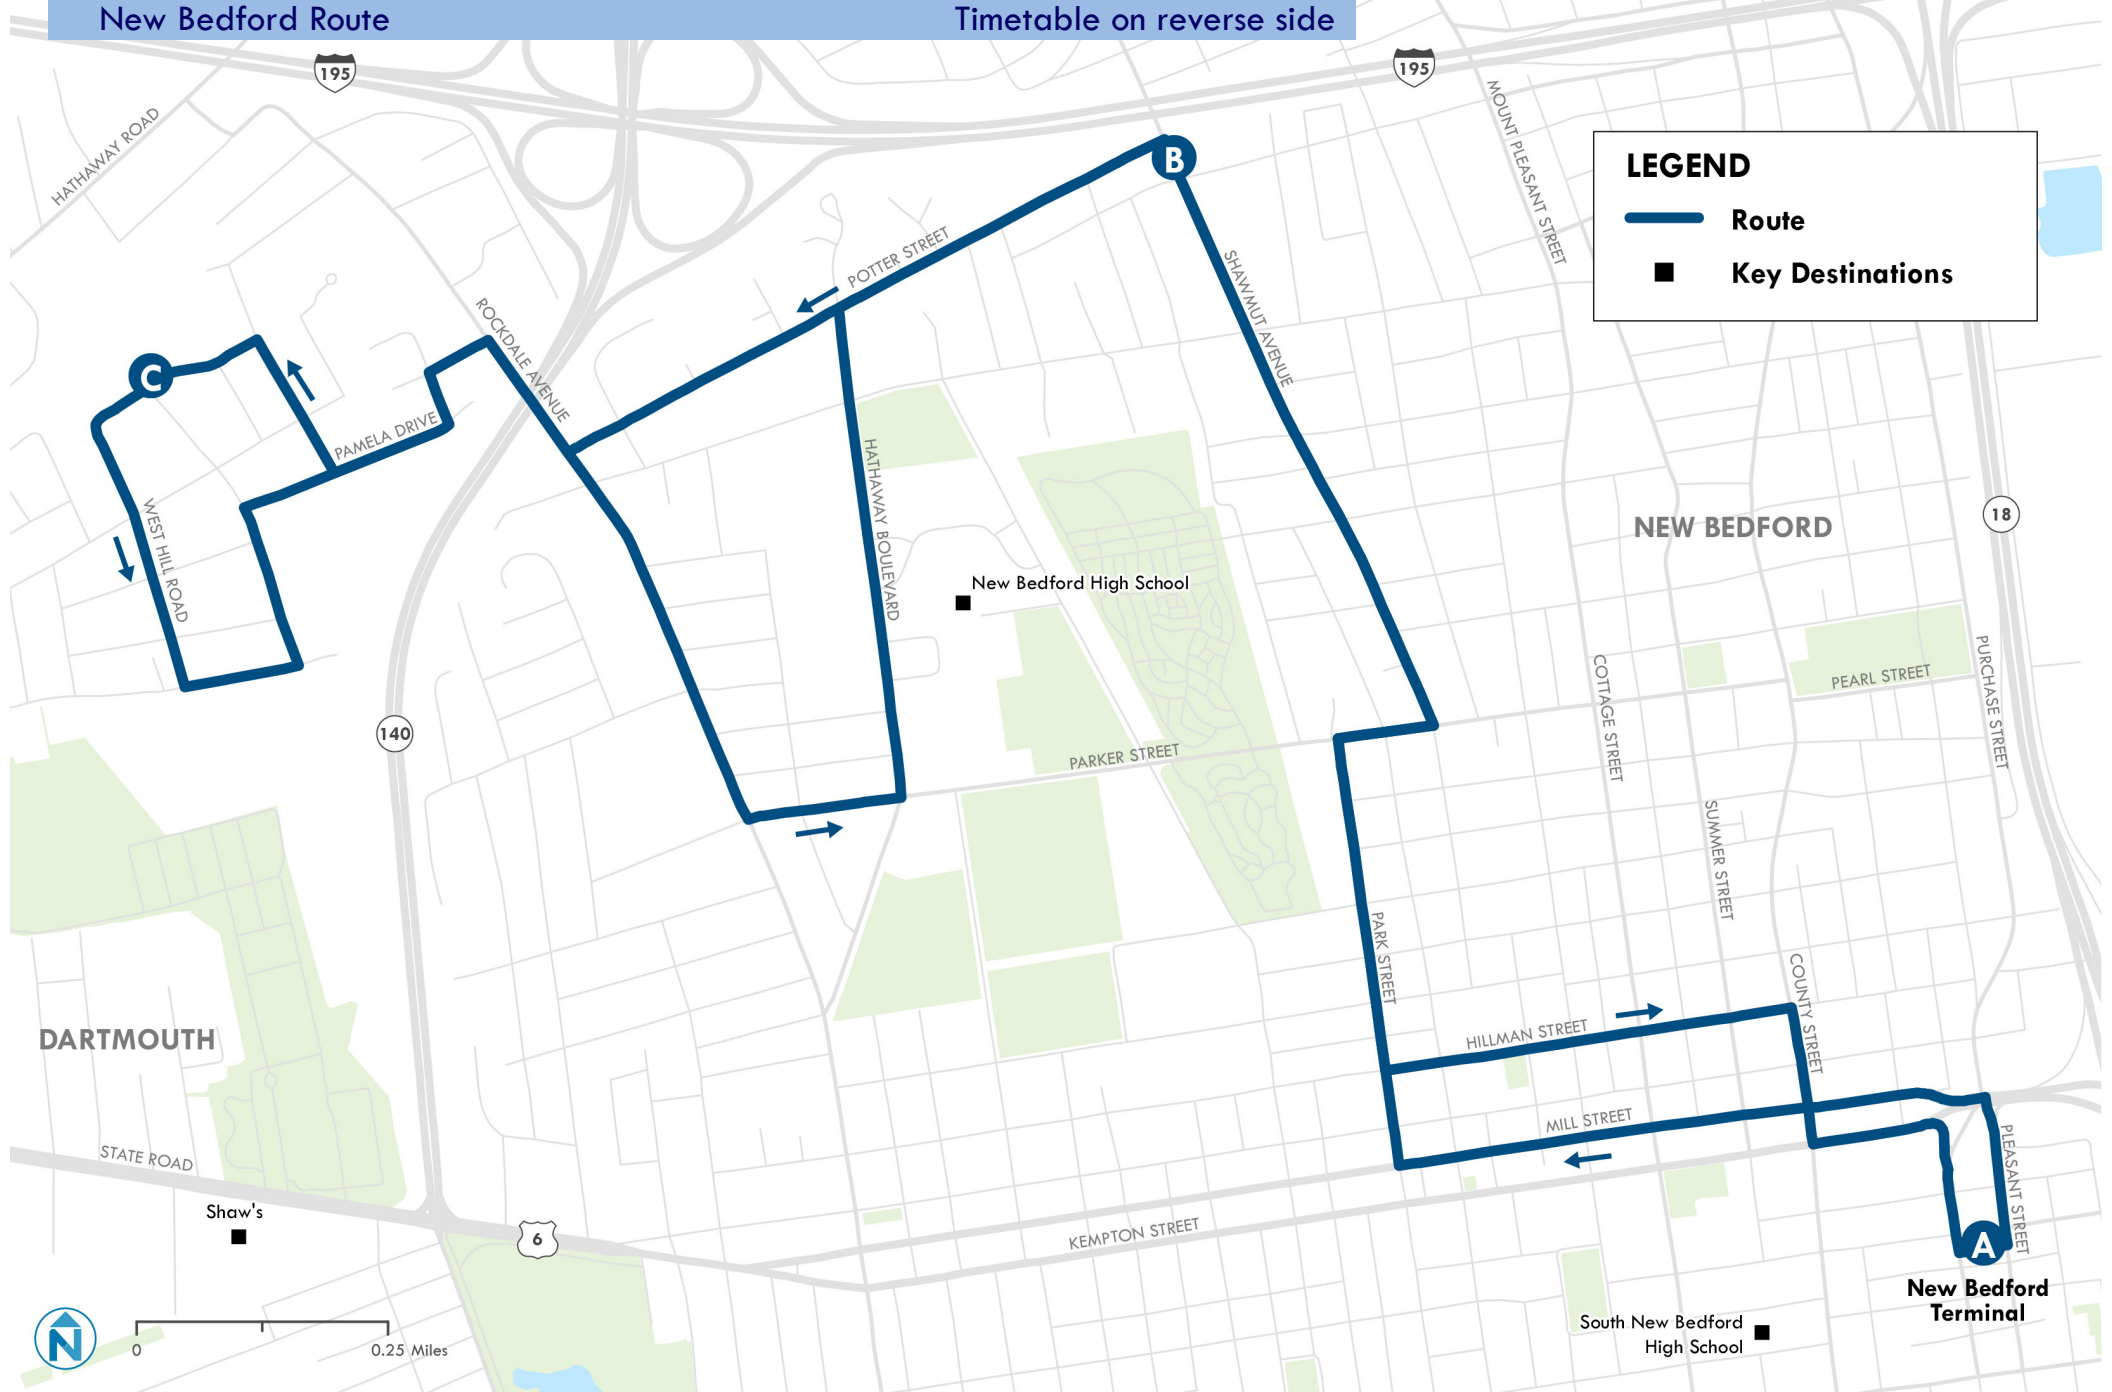 New Bedford Route
Timetable on reverse side
195
195
HATHAWAY ROAD
MOUNT PLEASANT STREET
B
LEGEND
Route
Key Destinations
POTTER STREET
SHAWMUT AVENUE
ROCKDALE AVENUE
C
PAMELA DRIVE
HATHAWAY BOULEVARD
WEST HILL ROAD
NEW BEDFORD
18
New Bedford High School
COTTAGE STREET
PEARL STREET
PURCHASE STREET
140
PARKER STREET
SUMMER STREET
PARK STREET
COUNTY STREET
DARTMOUTH
HILLMAN STREET
MILL STREET
STATE ROAD
PLEASANT STREET
Shaw's
6
KEMPTON STREET
A
New Bedford
Terminal
South New Bedford
High School
N
0
0.25 Miles